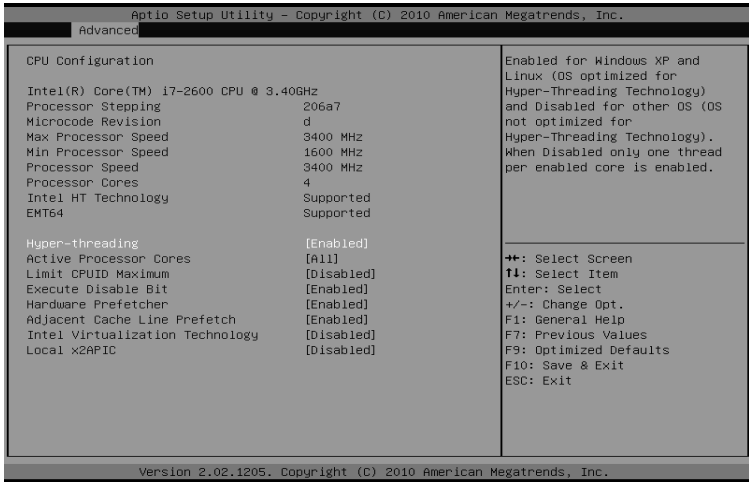 Aptio Setup Utility – Copyright (C) 2010 American Megatrends, Inc.
Advanced
CPU Configuration
Intel(R) Core(TM) i7-2600 CPU @ 3.40GHz
Processor Stepping 206a7
Microcode Revision d
Max Processor Speed 3400 MHz
Min Processor Speed 1600 MHz
Processor Speed 3400 MHz
Processor Cores 4
Intel HT Technology Supported
EMT64 Supported
Hyper-threading [Enabled]
Active Processor Cores [All]
Limit CPUID Maximum [Disabled]
Execute Disable Bit [Enabled]
Hardware Prefetcher [Enabled]
Adjacent Cache Line Prefetch [Enabled]
Intel Virtualization Technology [Disabled]
Local x2APIC [Disabled]
Enabled for Windows XP and
Linux (OS optimized for
Hyper-Threading Technology)
and Disabled for other OS (OS
not optimized for
Hyper-Threading Technology).
When Disabled only one thread
per enabled core is enabled.
→←: Select Screen
↑↓: Select Item
Enter: Select
+/-: Change Opt.
F1: General Help
F7: Previous Values
F9: Optimized Defaults
F10: Save & Exit
ESC: Exit
Version 2.02.1205. Copyright (C) 2010 American Megatrends, Inc.